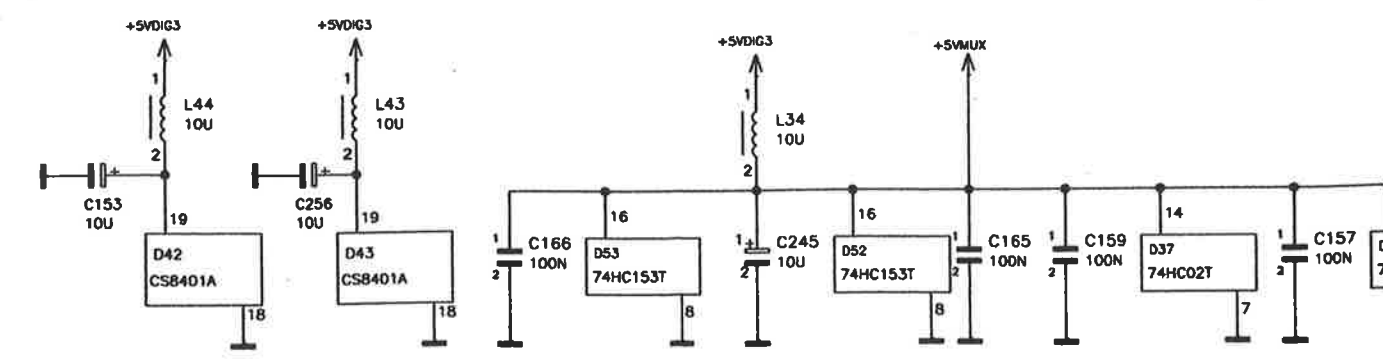 +5VDIG3
1
L44
10U
2
+
C153
10U
19
D42
CS8401A
18
+5VDIG3
1
L43
10U
2
+
C256
10U
19
D43
CS8401A
18
+5VDIG3
1
L34
10U
2
+5VMUX
1
C166
100N
2
16
D53
74HC153T
8
1
+
C245
10U
2
16
D52
74HC153T
8
1
C165
100N
2
1
C159
100N
2
14
D37
74HC02T
7
1
C157
100N
2
D
7